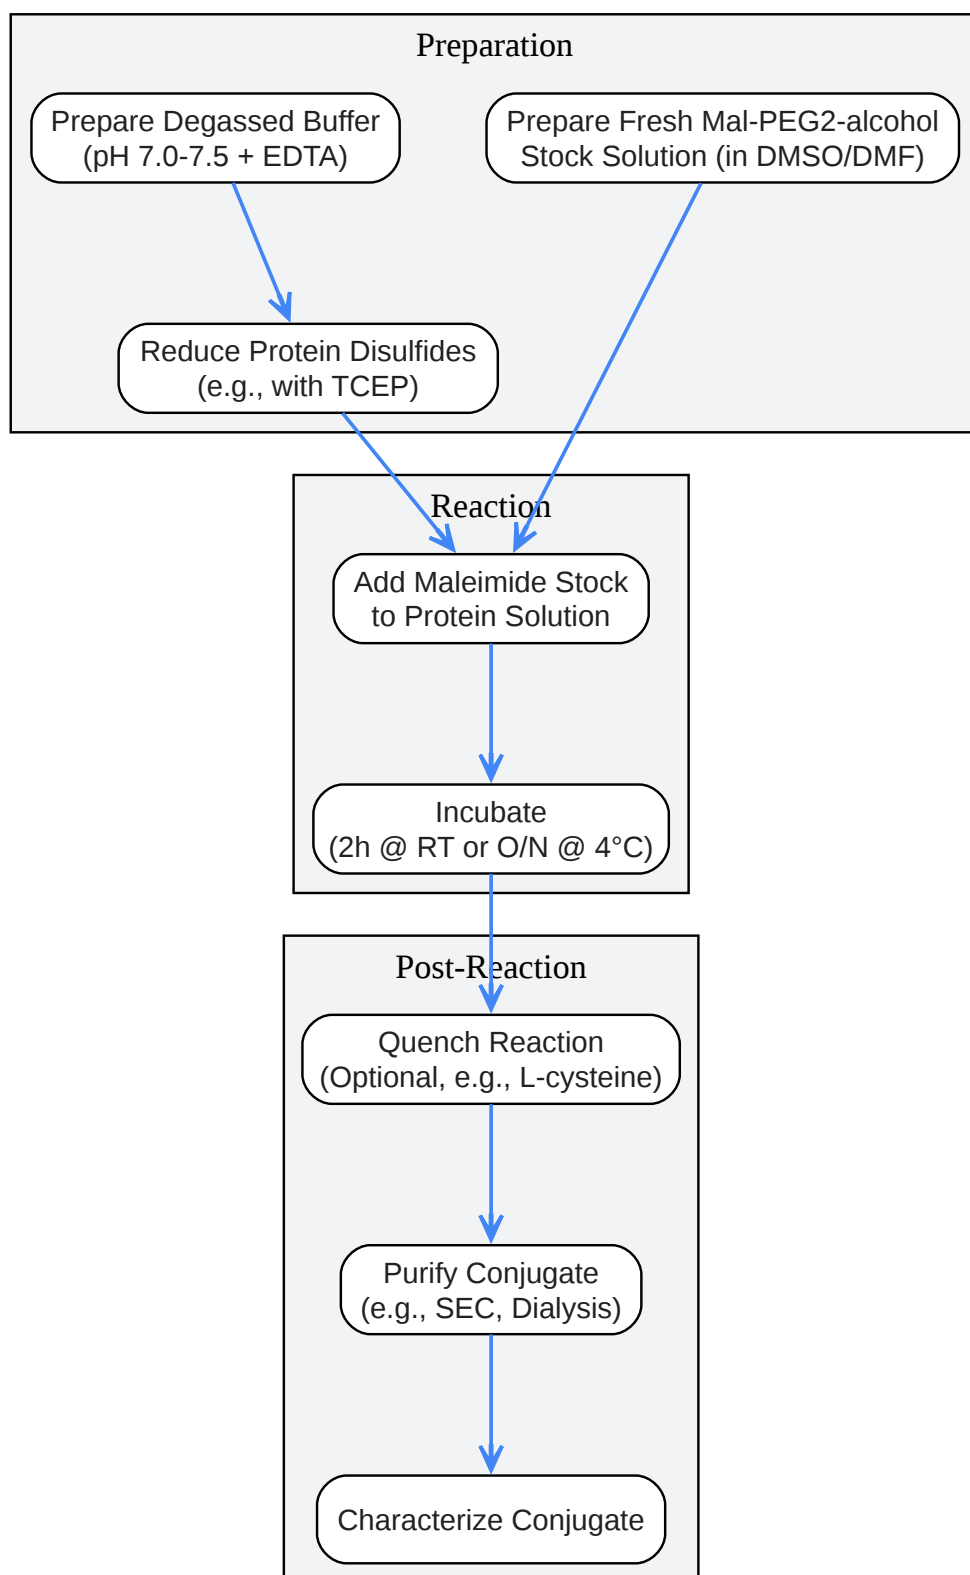 Preparation
Prepare Degassed Buffer
(pH 7.0-7.5 + EDTA)
Prepare Fresh Mal-PEG2-alcohol
Stock Solution (in DMSO/DMF)
Reduce Protein Disulfides
(e.g., with TCEP)
Reaction
Add Maleimide Stock
to Protein Solution
Incubate
(2h @ RT or O/N @ 4°C)
Post-Reaction
Quench Reaction
(Optional, e.g., L-cysteine)
Purify Conjugate
(e.g., SEC, Dialysis)
Characterize Conjugate